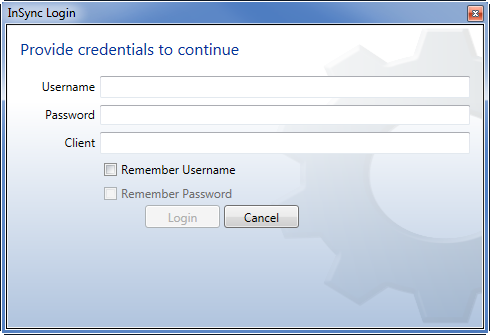 InSync Login
Provide credentials to continue
Username
Password
Client
Remember Username
Remember Password
Login Cancel